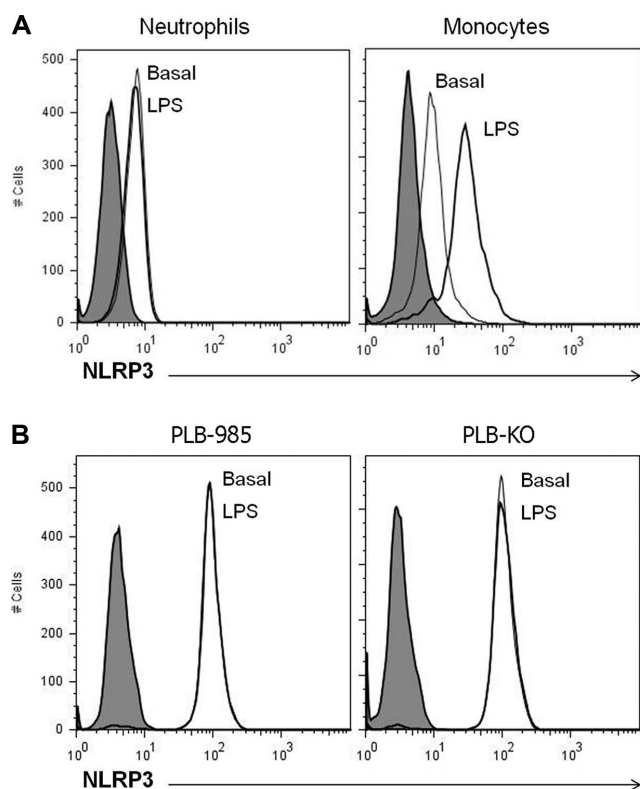 A
Neutrophils
Monocytes
500
400
300
200
100
0
# Cells
Basal
LPS
Basal
LPS
10^0 10^1 10^2 10^3
10^0 10^1 10^2 10^3
NLRP3
B
PLB-985
PLB-KO
500
400
300
200
100
0
# Cells
Basal
LPS
Basal
LPS
10^0 10^1 10^2 10^3
10^0 10^1 10^2 10^3
NLRP3